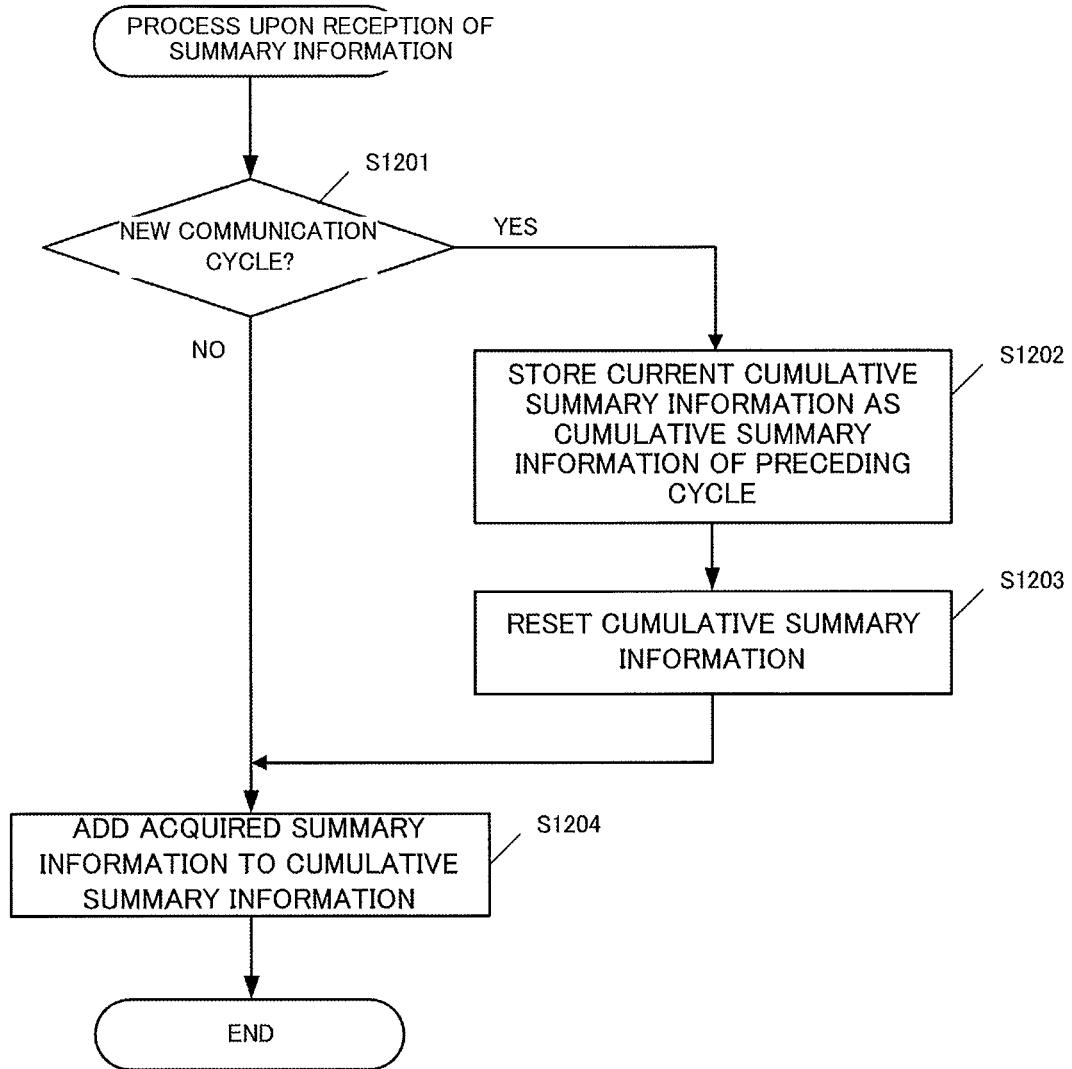 PROCESS UPON RECEPTION OF
SUMMARY INFORMATION
S1201
NEW COMMUNICATION
CYCLE?
YES
NO
S1202
STORE CURRENT CUMULATIVE
SUMMARY INFORMATION AS
CUMULATIVE SUMMARY
INFORMATION OF PRECEDING
CYCLE
S1203
RESET CUMULATIVE SUMMARY
INFORMATION
S1204
ADD ACQUIRED SUMMARY
INFORMATION TO CUMULATIVE
SUMMARY INFORMATION
END